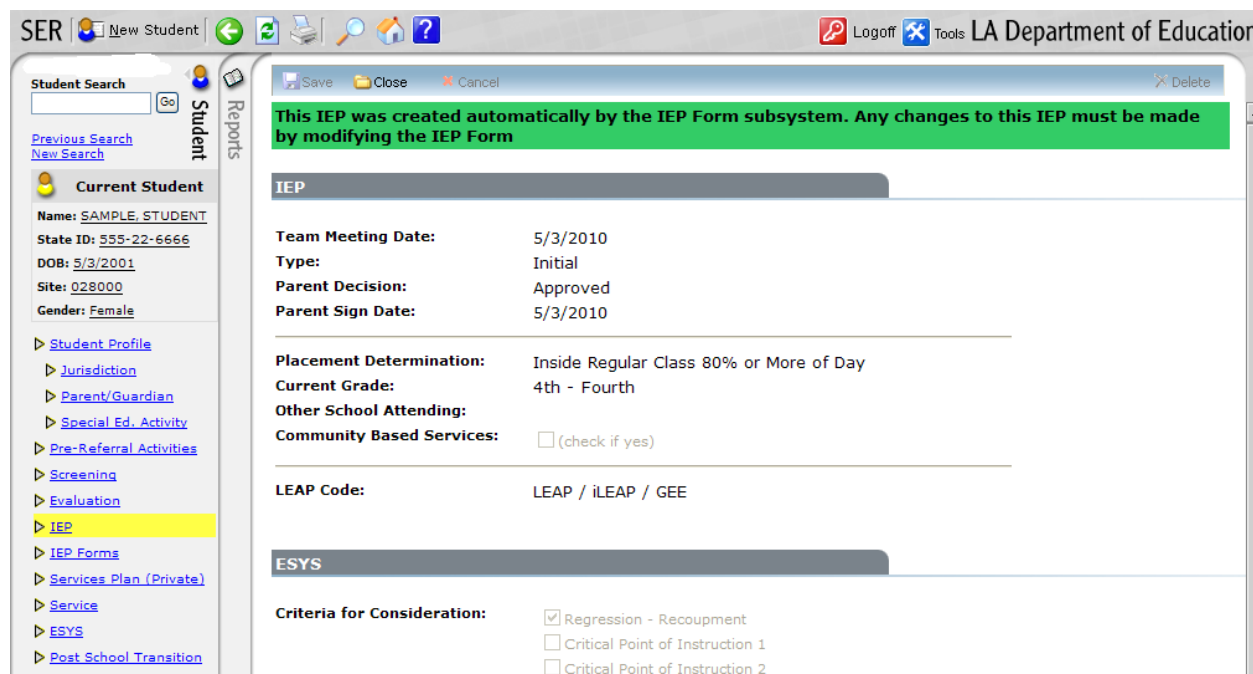 SER New Student ? Logoff Tools LA Department of Education
Save Close Cancel Delete
Student Search
Go
Previous Search
New Search
Student
Reports
Current Student
Name: SAMPLE, STUDENT
State ID: 555-22-6666
DOB: 5/3/2001
Site: 028000
Gender: Female
Student Profile
Jurisdiction
Parent/Guardian
Special Ed. Activity
Pre-Referral Activities
Screening
Evaluation
IEP
IEP Forms
Services Plan (Private)
Service
ESYS
Post School Transition
This IEP was created automatically by the IEP Form subsystem. Any changes to this IEP must be made
by modifying the IEP Form
IEP
Team Meeting Date: 5/3/2010
Type: Initial
Parent Decision: Approved
Parent Sign Date: 5/3/2010
Placement Determination: Inside Regular Class 80% or More of Day
Current Grade: 4th - Fourth
Other School Attending:
Community Based Services: (check if yes)
LEAP Code: LEAP / iLEAP / GEE
ESYS
Criteria for Consideration: Regression - Recoupment
Critical Point of Instruction 1
Critical Point of Instruction 2